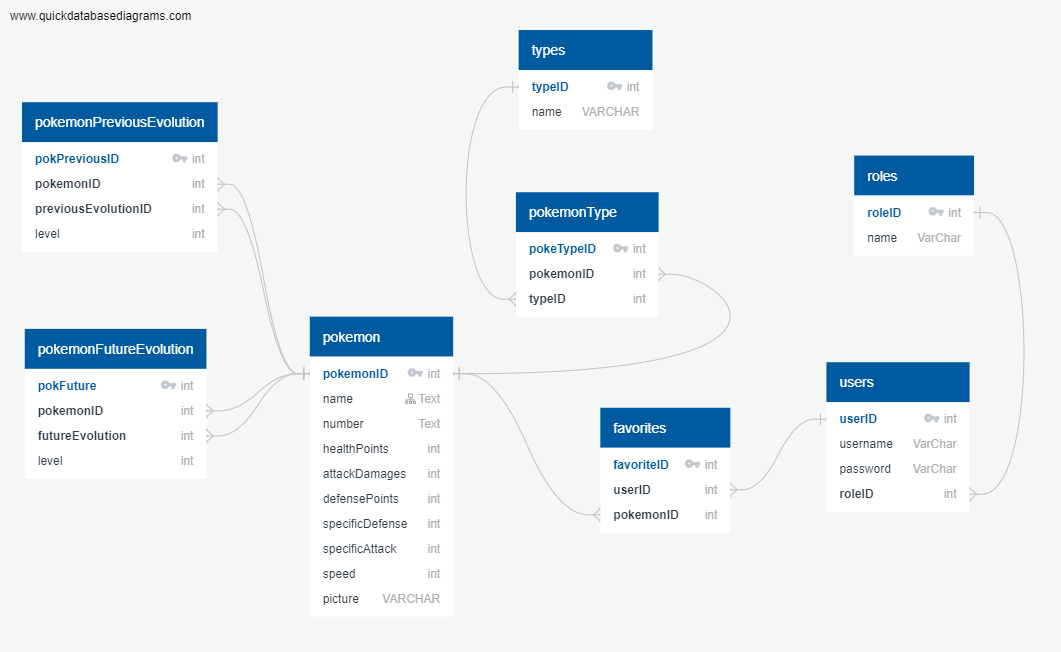 www.quickdatabasediagrams.com
types
typeID int
name VARCHAR
pokemonPreviousEvolution
pokPreviousID int
pokemonID int
previousEvolutionID int
level int
roles
roleID int
name VarChar
pokemonType
pokeTypeID int
pokemonID int
typeID int
pokemonFutureEvolution
pokFuture int
pokemonID int
futureEvolution int
level int
pokemon
pokemonID int
name Text
number Text
healthPoints int
attackDamages int
defensePoints int
specificDefense int
specificAttack int
speed int
picture VARCHAR
favorites
favoriteID int
userID int
pokemonID int
users
userID int
username VarChar
password VarChar
roleID int